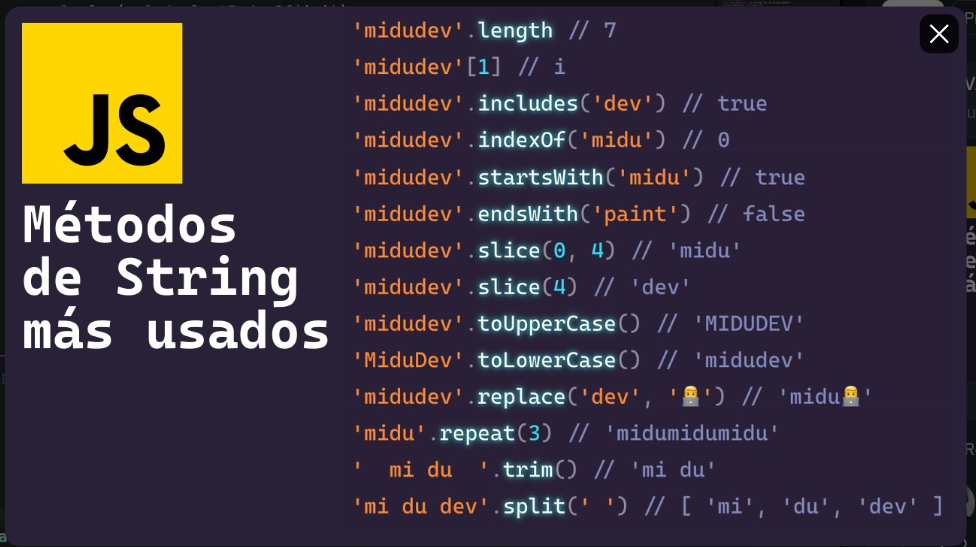 JS
Métodos
de String
más usados
'midudev'.length // 7
'midudev'[1] // i
'midudev'.includes('dev') // true
'midudev'.indexOf('midu') // 0
'midudev'.startsWith('midu') // true
'midudev'.endsWith('paint') // false
'midudev'.slice(0, 4) // 'midu'
'midudev'.slice(4) // 'dev'
'midudev'.toUpperCase() // 'MIDUDEV'
'MiduDev'.toLowerCase() // 'midudev'
'midudev'.replace('dev', '👨‍💻') // 'midu👨‍💻'
'midu'.repeat(3) // 'midumidumidu'
'  mi du  '.trim() // 'mi du'
'mi du dev'.split(' ') // [ 'mi', 'du', 'dev' ]